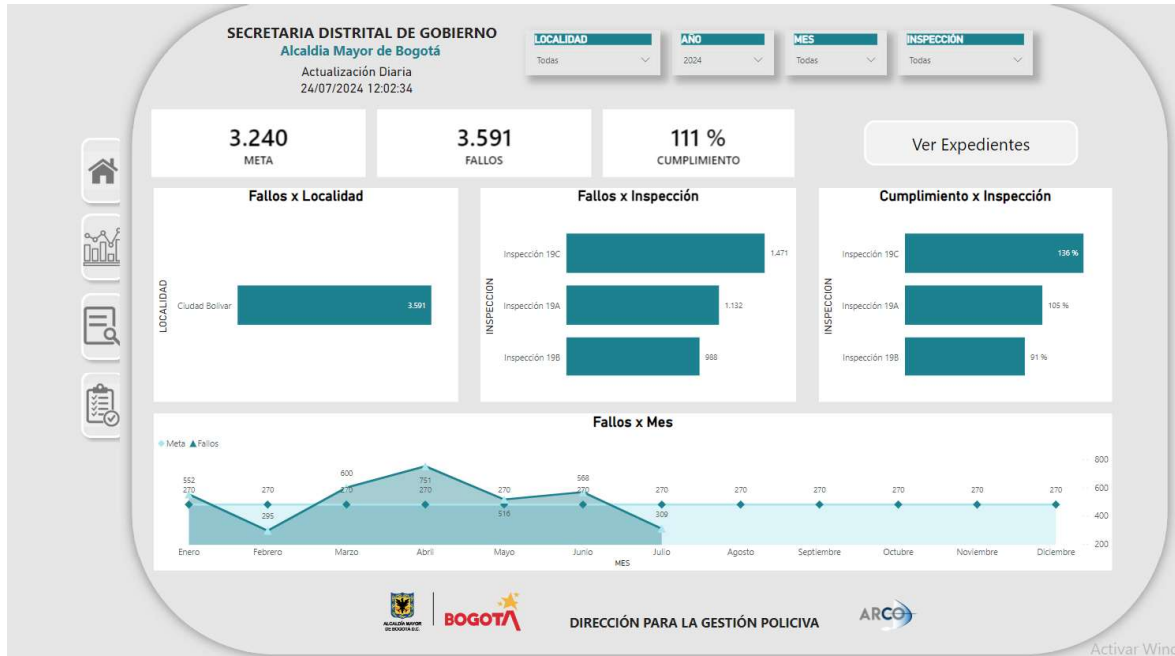 SECRETARIA DISTRITAL DE GOBIERNO
Alcaldia Mayor de Bogotá
Actualización Diaria
24/07/2024 12:02:34
LOCALIDAD
Todas
AÑO
2024
MES
Todas
INSPECCIÓN
Todas
3.240
META
3.591
FALLOS
111 %
CUMPLIMIENTO
Ver Expedientes
Fallos x Localidad
LOCALIDAD
Ciudad Bolivar
3.591
Fallos x Inspección
INSPECCION
Inspección 19C
1.471
Inspección 19A
1.132
Inspección 19B
988
Cumplimiento x Inspección
INSPECCION
Inspección 19C
136 %
Inspección 19A
105 %
Inspección 19B
91 %
Fallos x Mes
Meta Fallos
552 270 295 270 600 270 751 270 270 516 568 270 270 309 270 270 270 270 270
800
600
400
200
Enero Febrero Marzo Abril Mayo Junio Julio Agosto Septiembre Octubre Noviembre Diciembre
MES
ALCALDÍA MAYOR
DE BOGOTÁ D.C.
BOGOTÁ
DIRECCIÓN PARA LA GESTIÓN POLICIVA
ARCO
Activar Wind